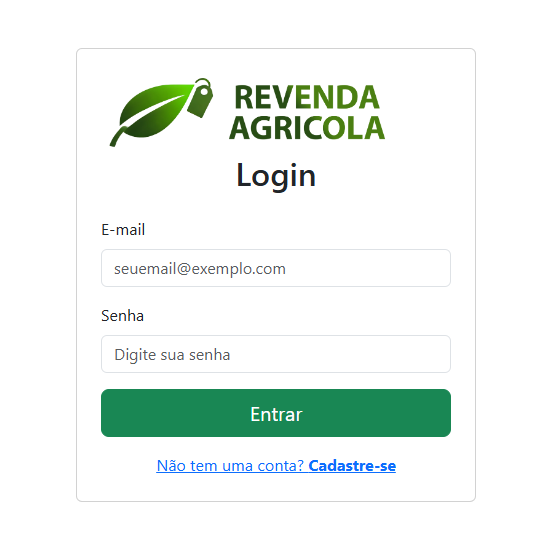 REVENDA
AGRICOLA
Login
E-mail
seuemail@exemplo.com
Senha
Digite sua senha
Entrar
Não tem uma conta? Cadastre-se